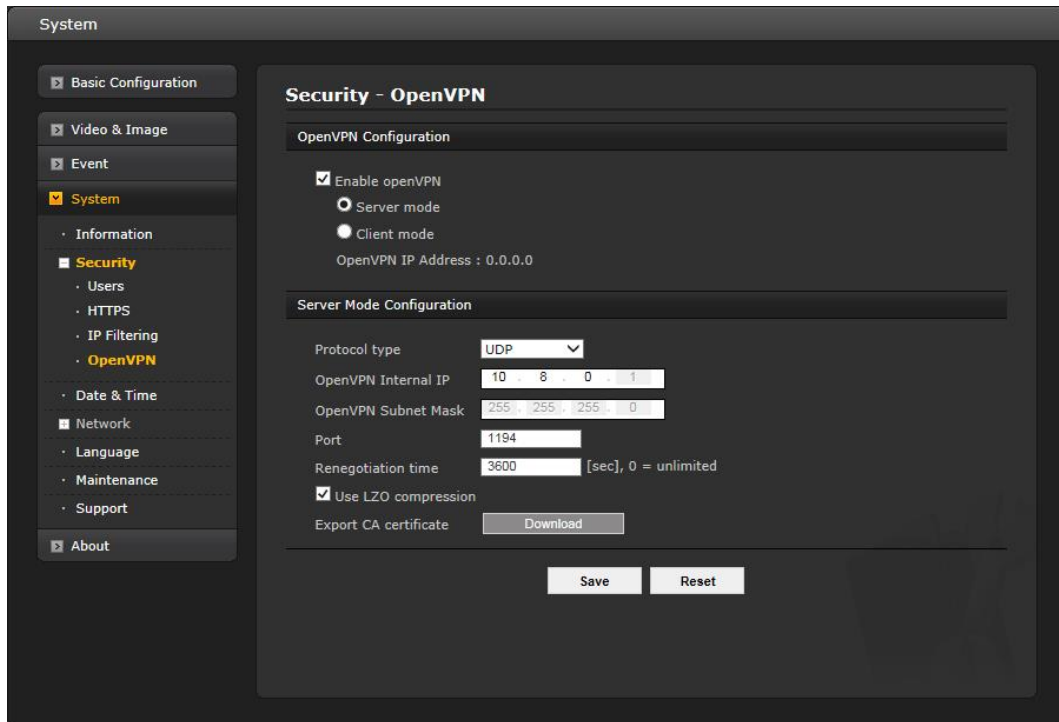 System
Basic Configuration
Video & Image
Event
System
· Information
Security
· Users
· HTTPS
· IP Filtering
· OpenVPN
· Date & Time
Network
· Language
· Maintenance
· Support
About
Security - OpenVPN
OpenVPN Configuration
Enable openVPN
Server mode
Client mode
OpenVPN IP Address : 0.0.0.0
Server Mode Configuration
Protocol type UDP
OpenVPN Internal IP 10 . 8 . 0 . 1
OpenVPN Subnet Mask 255 . 255 . 255 . 0
Port 1194
Renegotiation time 3600 [sec], 0 = unlimited
Use LZO compression
Export CA certificate Download
Save Reset